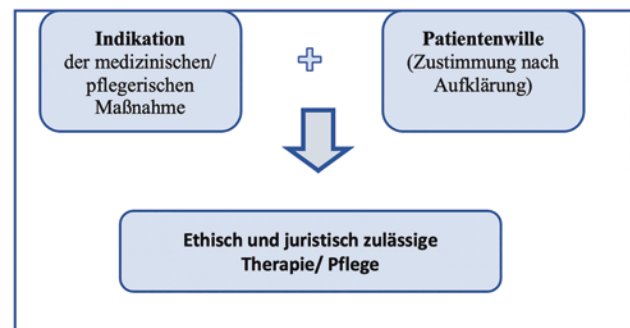 Indikation
der medizinischen/
pflegerischen
Maßnahme
+
Patientenwille
(Zustimmung nach
Aufklärung)
Ethisch und juristisch zulässige
Therapie/ Pflege